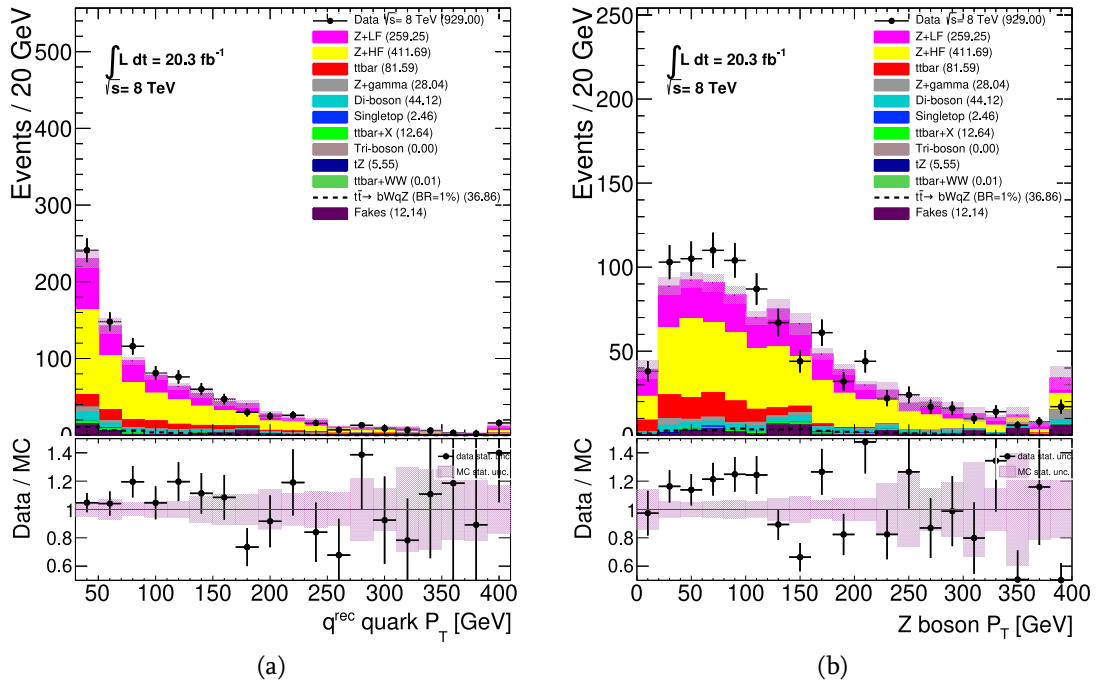 Events / 20 GeV
500
400
300
200
100
0
∫L dt = 20.3 fb⁻¹
√s= 8 TeV
Data √s= 8 TeV (929.00)
Z+LF (259.25)
Z+HF (411.69)
ttbar (81.59)
Z+gamma (28.04)
Di-boson (44.12)
Singletop (2.46)
ttbar+X (12.64)
Tri-boson (0.00)
tZ (5.55)
ttbar+WW (0.01)
tt̄→ bWqZ (BR=1%) (36.86)
Fakes (12.14)
Data / MC
1.4
1.2
1
0.8
0.6
data stat. unc.
MC stat. unc.
50 100 150 200 250 300 350 400
q^rec quark P_T [GeV]
(a)
Events / 20 GeV
250
200
150
100
50
0
∫L dt = 20.3 fb⁻¹
√s= 8 TeV
Data √s= 8 TeV (929.00)
Z+LF (259.25)
Z+HF (411.69)
ttbar (81.59)
Z+gamma (28.04)
Di-boson (44.12)
Singletop (2.46)
ttbar+X (12.64)
Tri-boson (0.00)
tZ (5.55)
ttbar+WW (0.01)
tt̄→ bWqZ (BR=1%) (36.86)
Fakes (12.14)
Data / MC
1.4
1.2
1
0.8
0.6
data stat. unc.
MC stat. unc.
0 50 100 150 200 250 300 350 400
Z boson P_T [GeV]
(b)